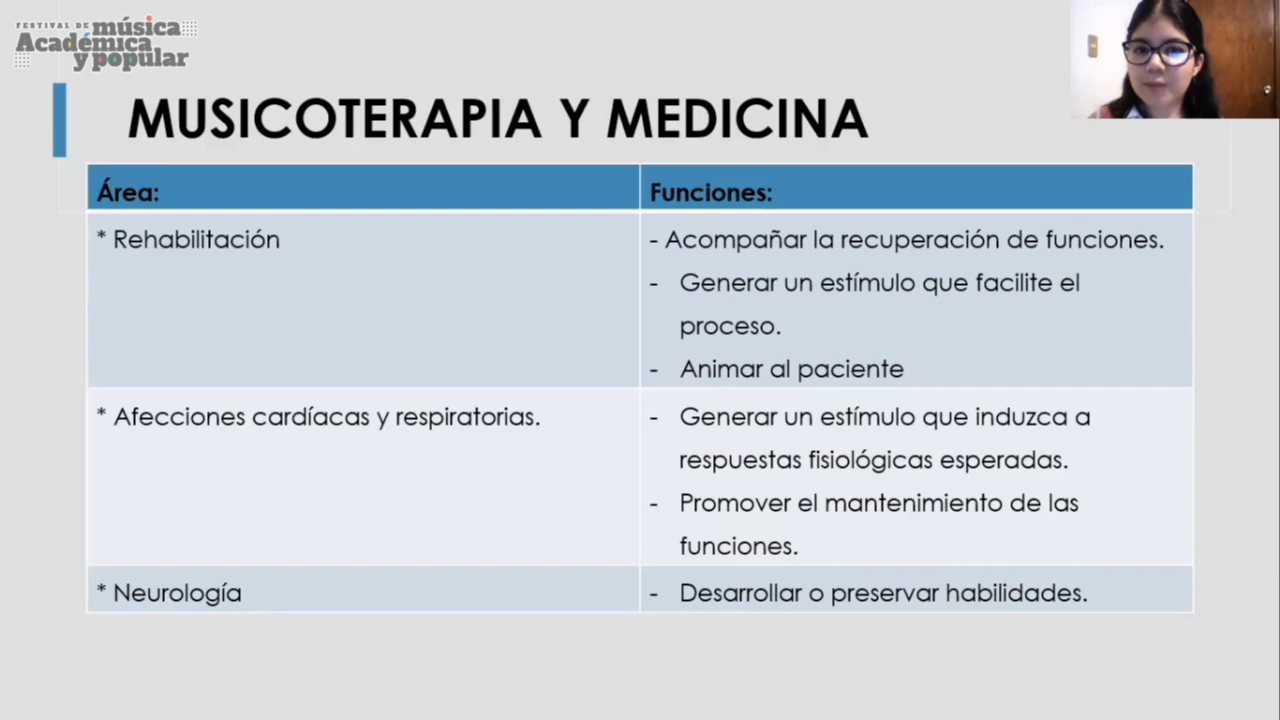 FESTIVAL DE música
Académica
y popular
MUSICOTERAPIA Y MEDICINA
Área:
Funciones:
* Rehabilitación
- Acompañar la recuperación de funciones.
- Generar un estímulo que facilite el
proceso.
- Animar al paciente
* Afecciones cardíacas y respiratorias.
- Generar un estímulo que induzca a
respuestas fisiológicas esperadas.
- Promover el mantenimiento de las
funciones.
* Neurología
- Desarrollar o preservar habilidades.